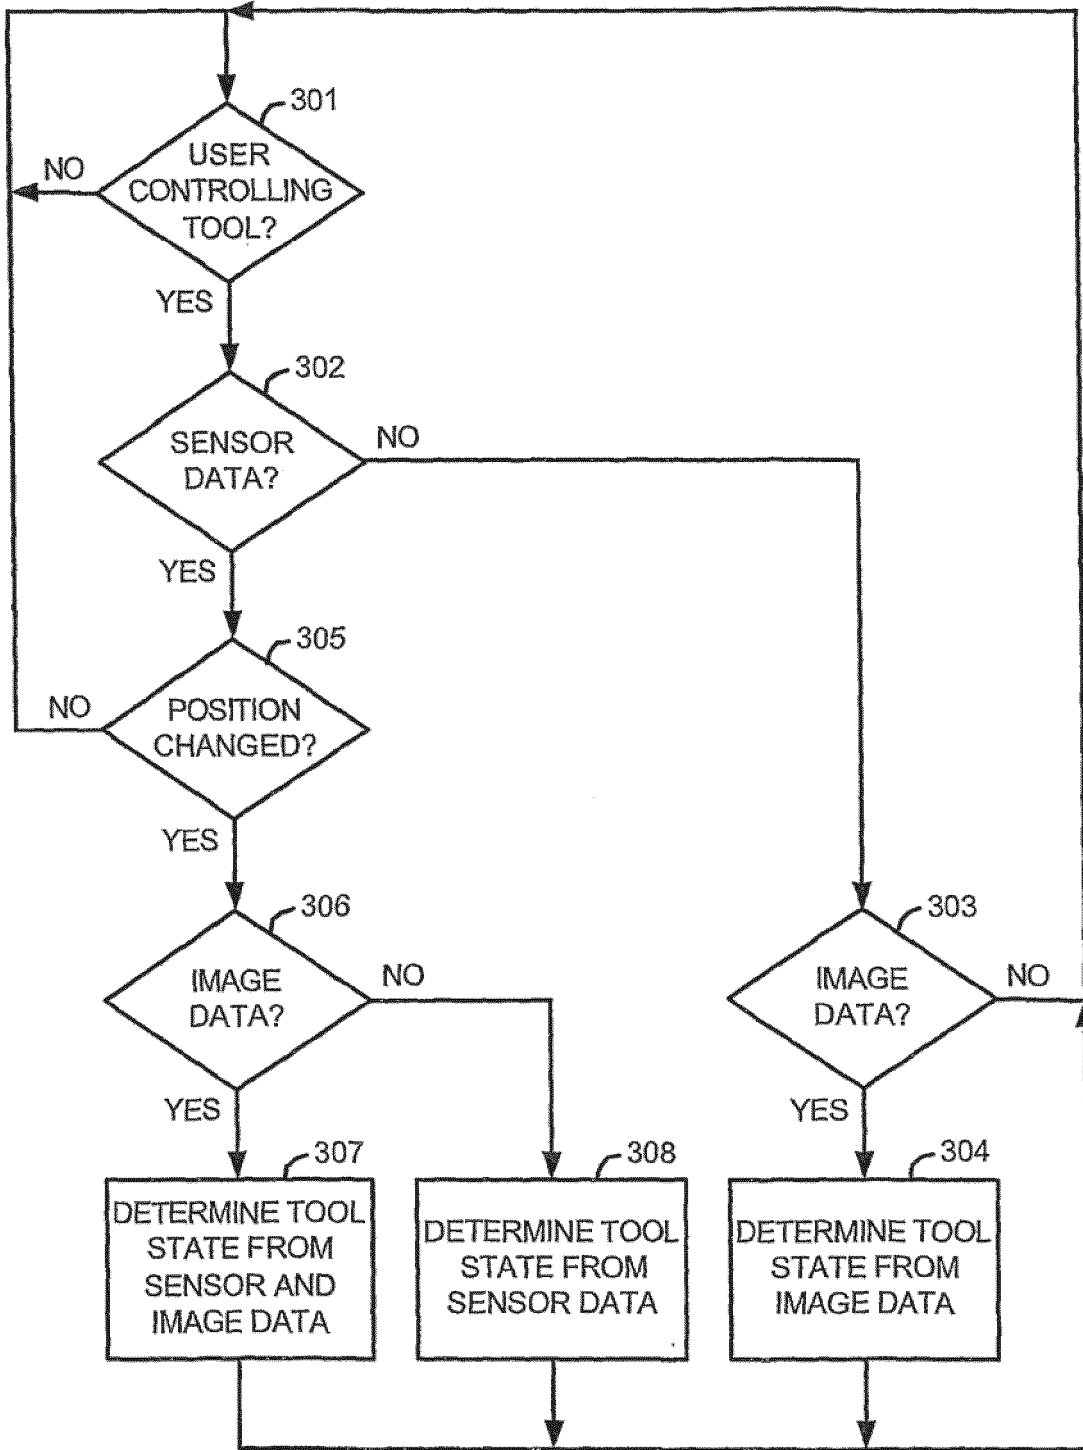 301
USER
CONTROLLING
TOOL?
NO
YES
302
SENSOR
DATA?
NO
YES
305
POSITION
CHANGED?
NO
YES
306
IMAGE
DATA?
NO
YES
303
IMAGE
DATA?
NO
YES
307
DETERMINE TOOL
STATE FROM
SENSOR AND
IMAGE DATA
308
DETERMINE TOOL
STATE FROM
SENSOR DATA
304
DETERMINE TOOL
STATE FROM
IMAGE DATA